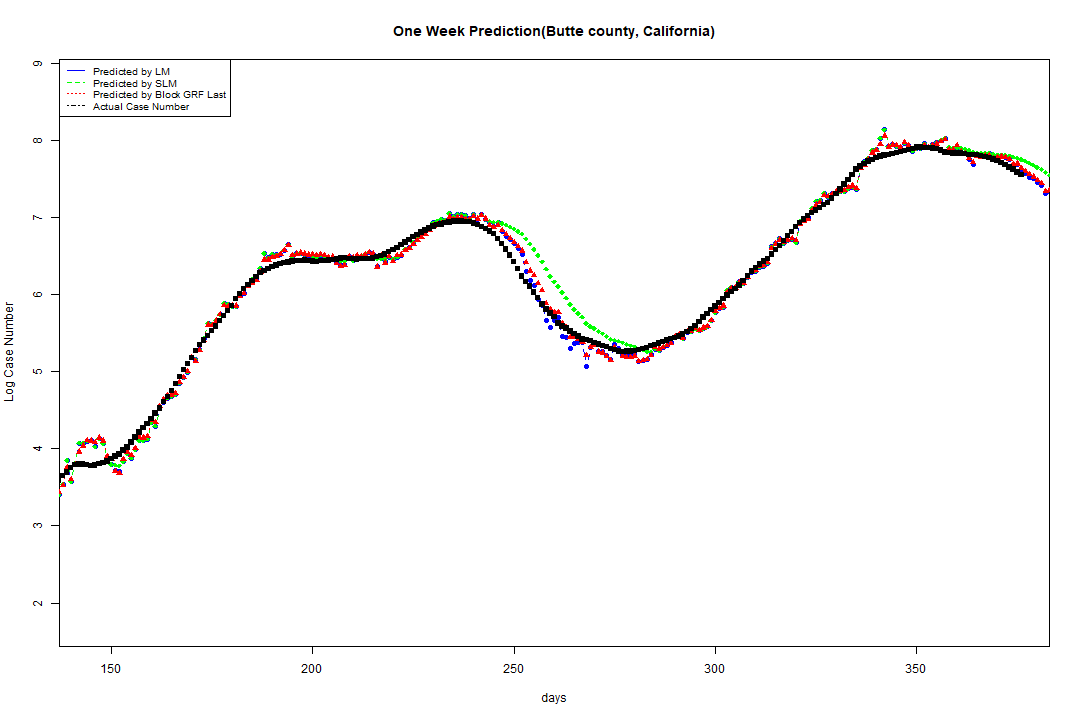 One Week Prediction(Butte county, California)
Predicted by LM
Predicted by SLM
Predicted by Block GRF Last
Actual Case Number
9
8
7
6
5
4
3
2
Log Case Number
150
200
250
300
350
days